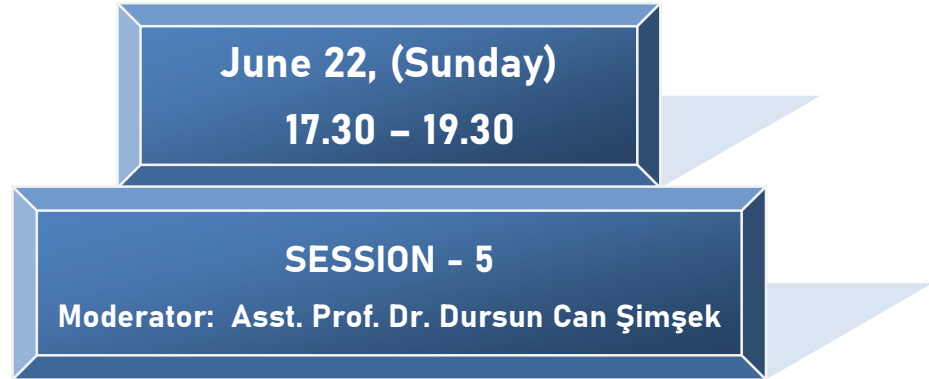 June 22, (Sunday)
17.30 – 19.30
SESSION - 5
Moderator:  Asst. Prof. Dr. Dursun Can Şimşek